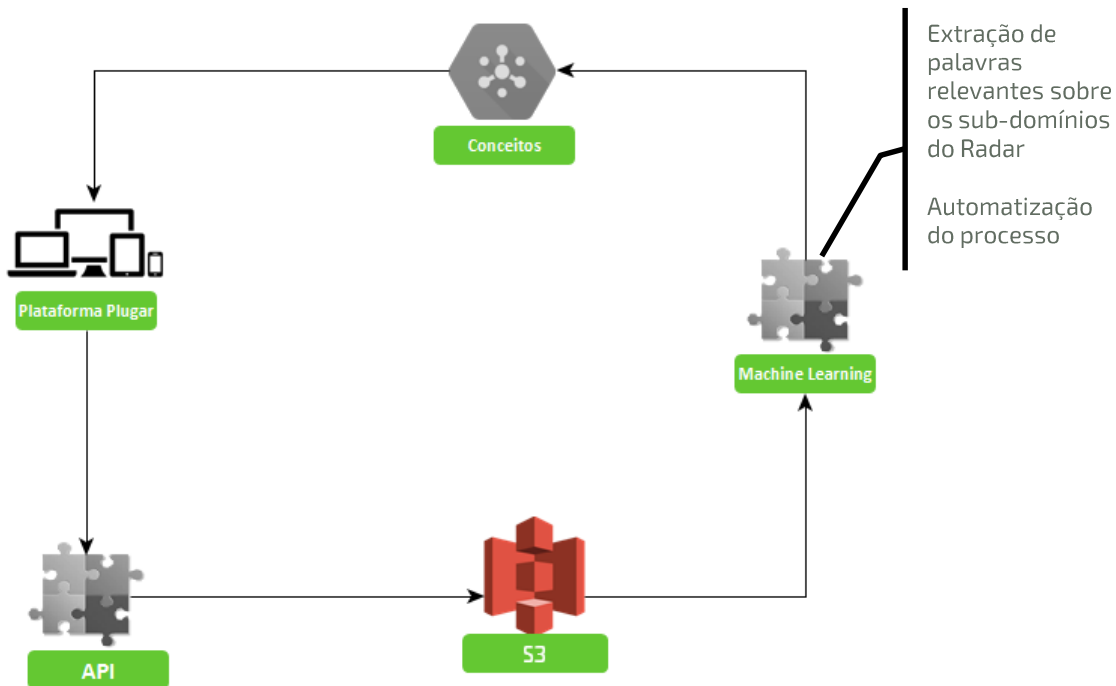 Extração de
palavras
relevantes sobre
os sub-domínios
do Radar
Automatização
do processo
Conceitos
Plataforma Plugar
Machine Learning
API
S3